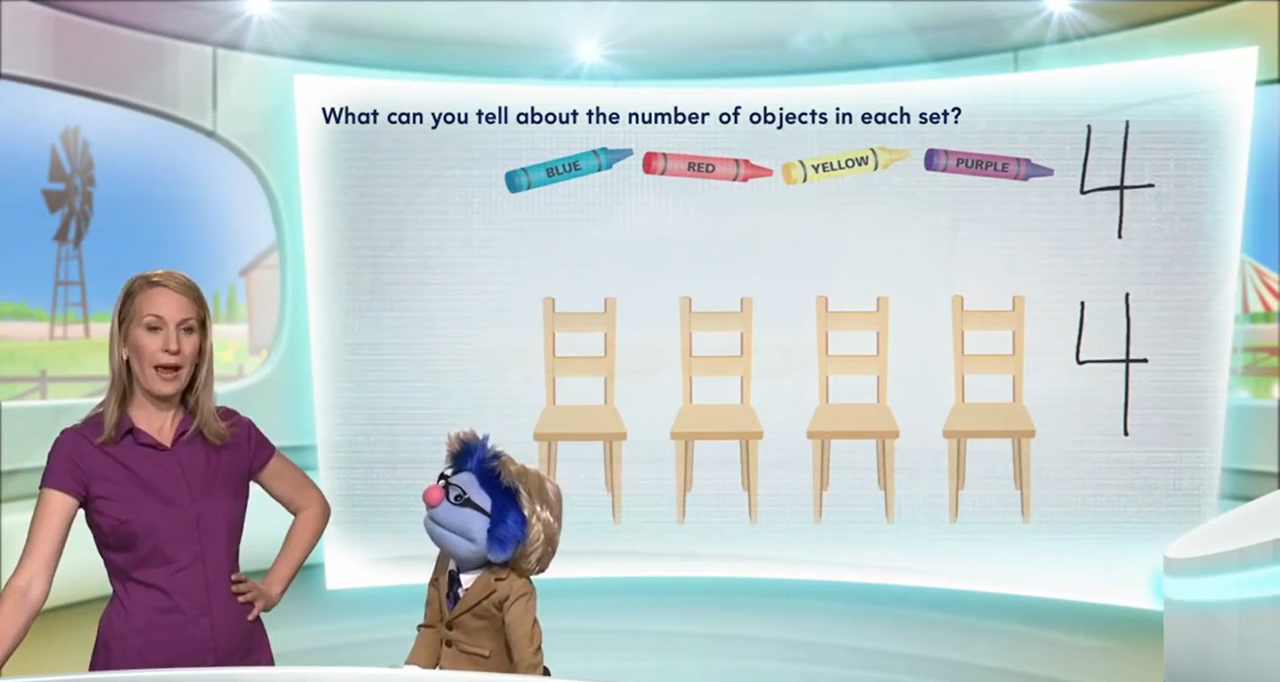 What can you tell about the number of objects in each set?
BLUE RED YELLOW PURPLE 4
4